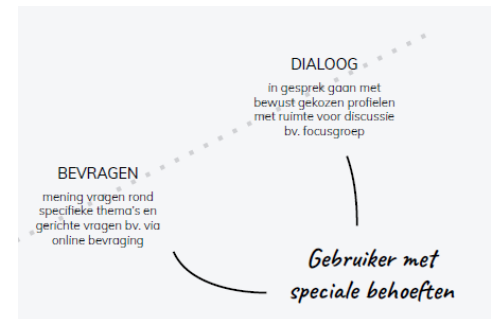 DIALOOG
in gesprek gaan met
bewust gekozen profielen
met ruimte voor discussie
bv. focusgroep
BEVRAGEN
mening vragen rond
specifieke thema's en
gerichte vragen bv. via
online bevraging
Gebruiker met
speciale behoeften